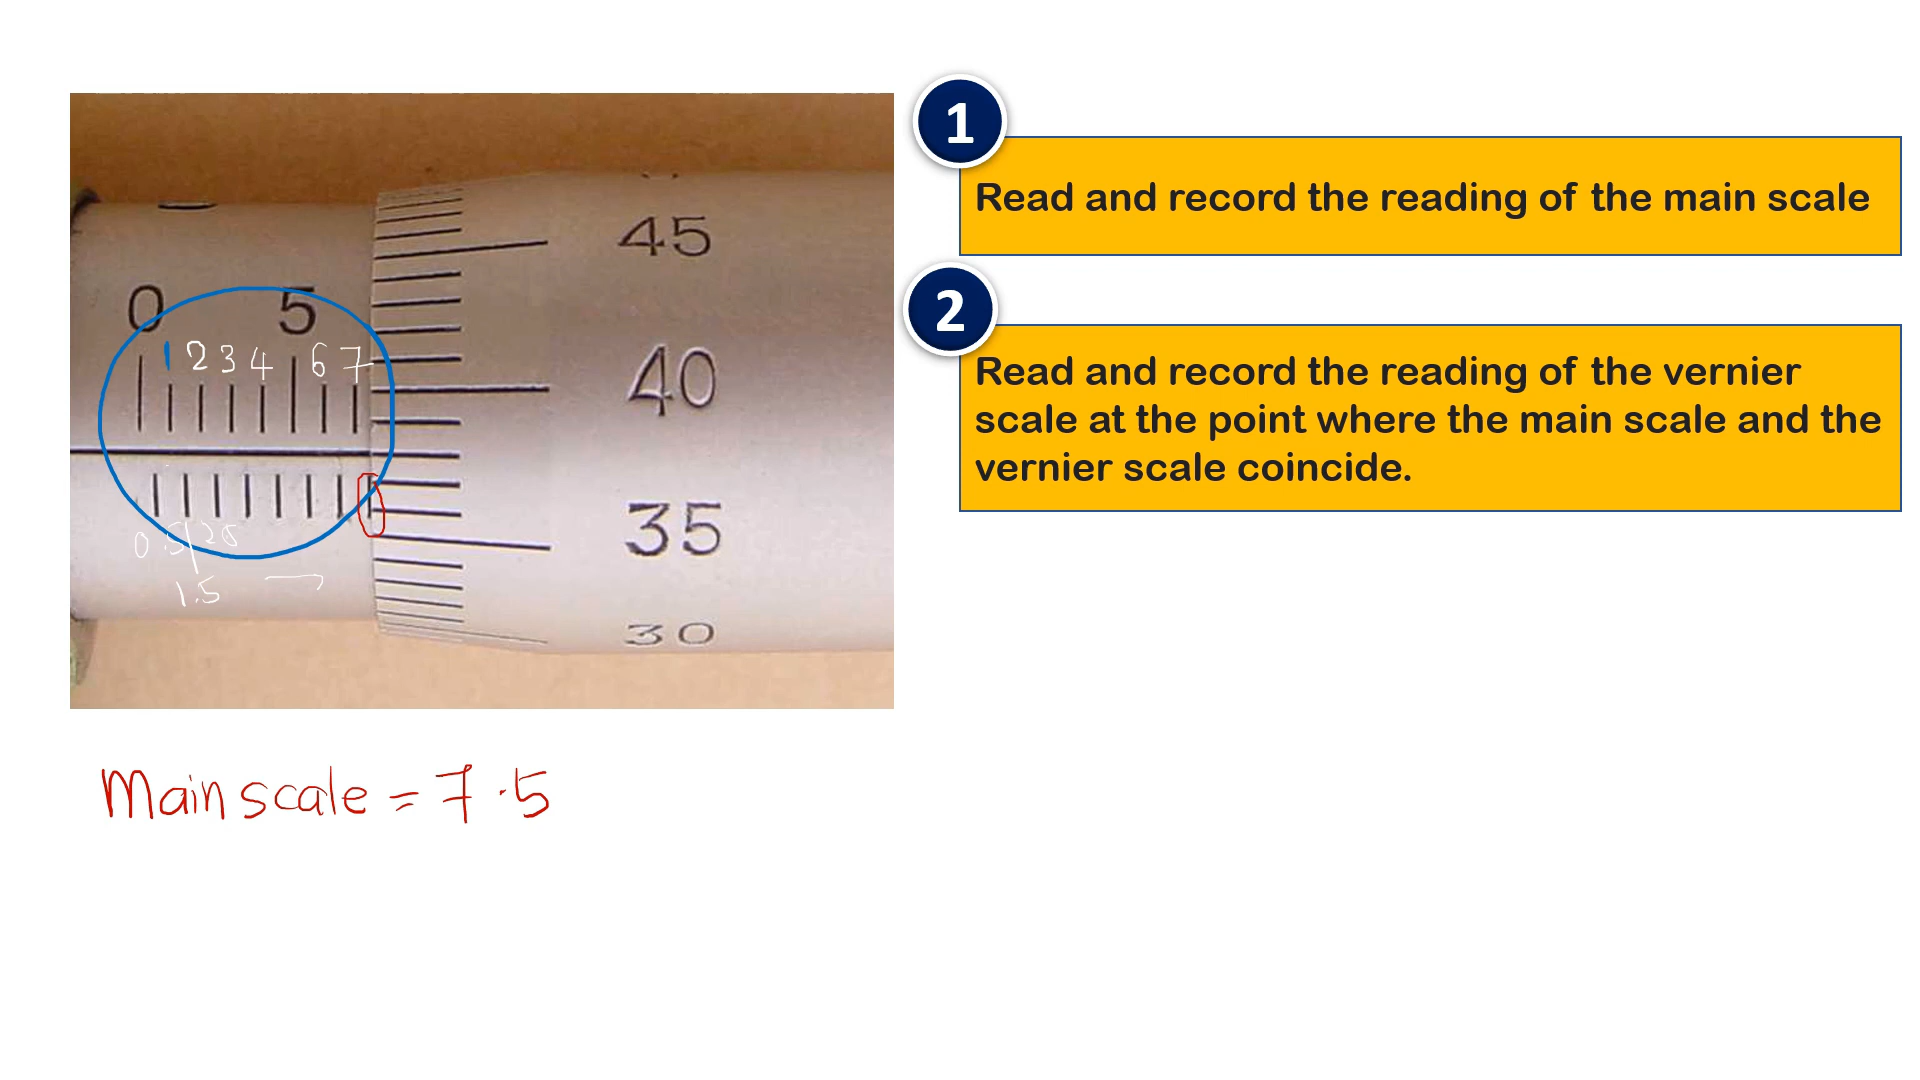 1
Read and record the reading of the main scale
2
Read and record the reading of the vernier
scale at the point where the main scale and the
vernier scale coincide.
45
0 5
1 2 3 4 6 7
40
35
0.5
1.5
30
Main scale = 7.5